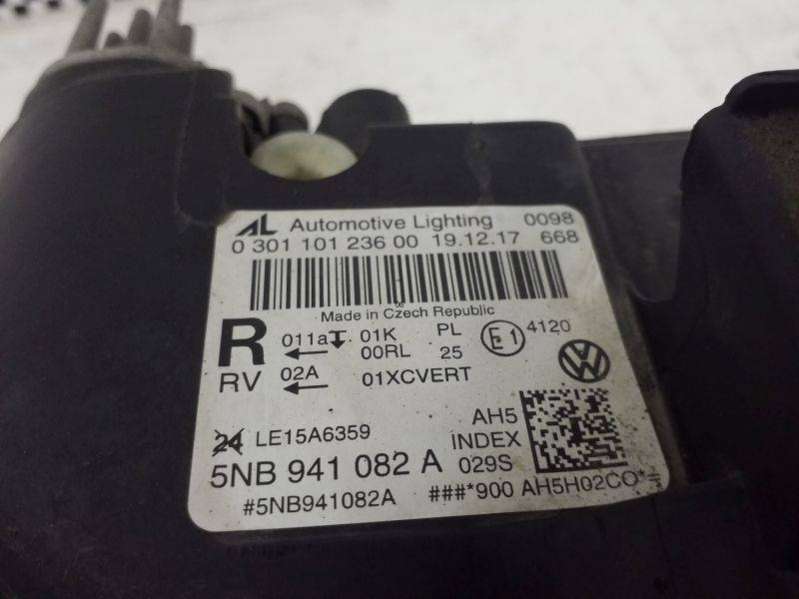 AL Automotive Lighting 0098
0 301 101 236 00 19.12.17 668
Made in Czech Republic
R 011a 01K PL E1 4120
00RL 25
RV 02A 01XCVERT
24 LE15A6359 AH5
INDEX
5NB 941 082 A 029S
#5NB941082A ###*900 AH5H02CO*=